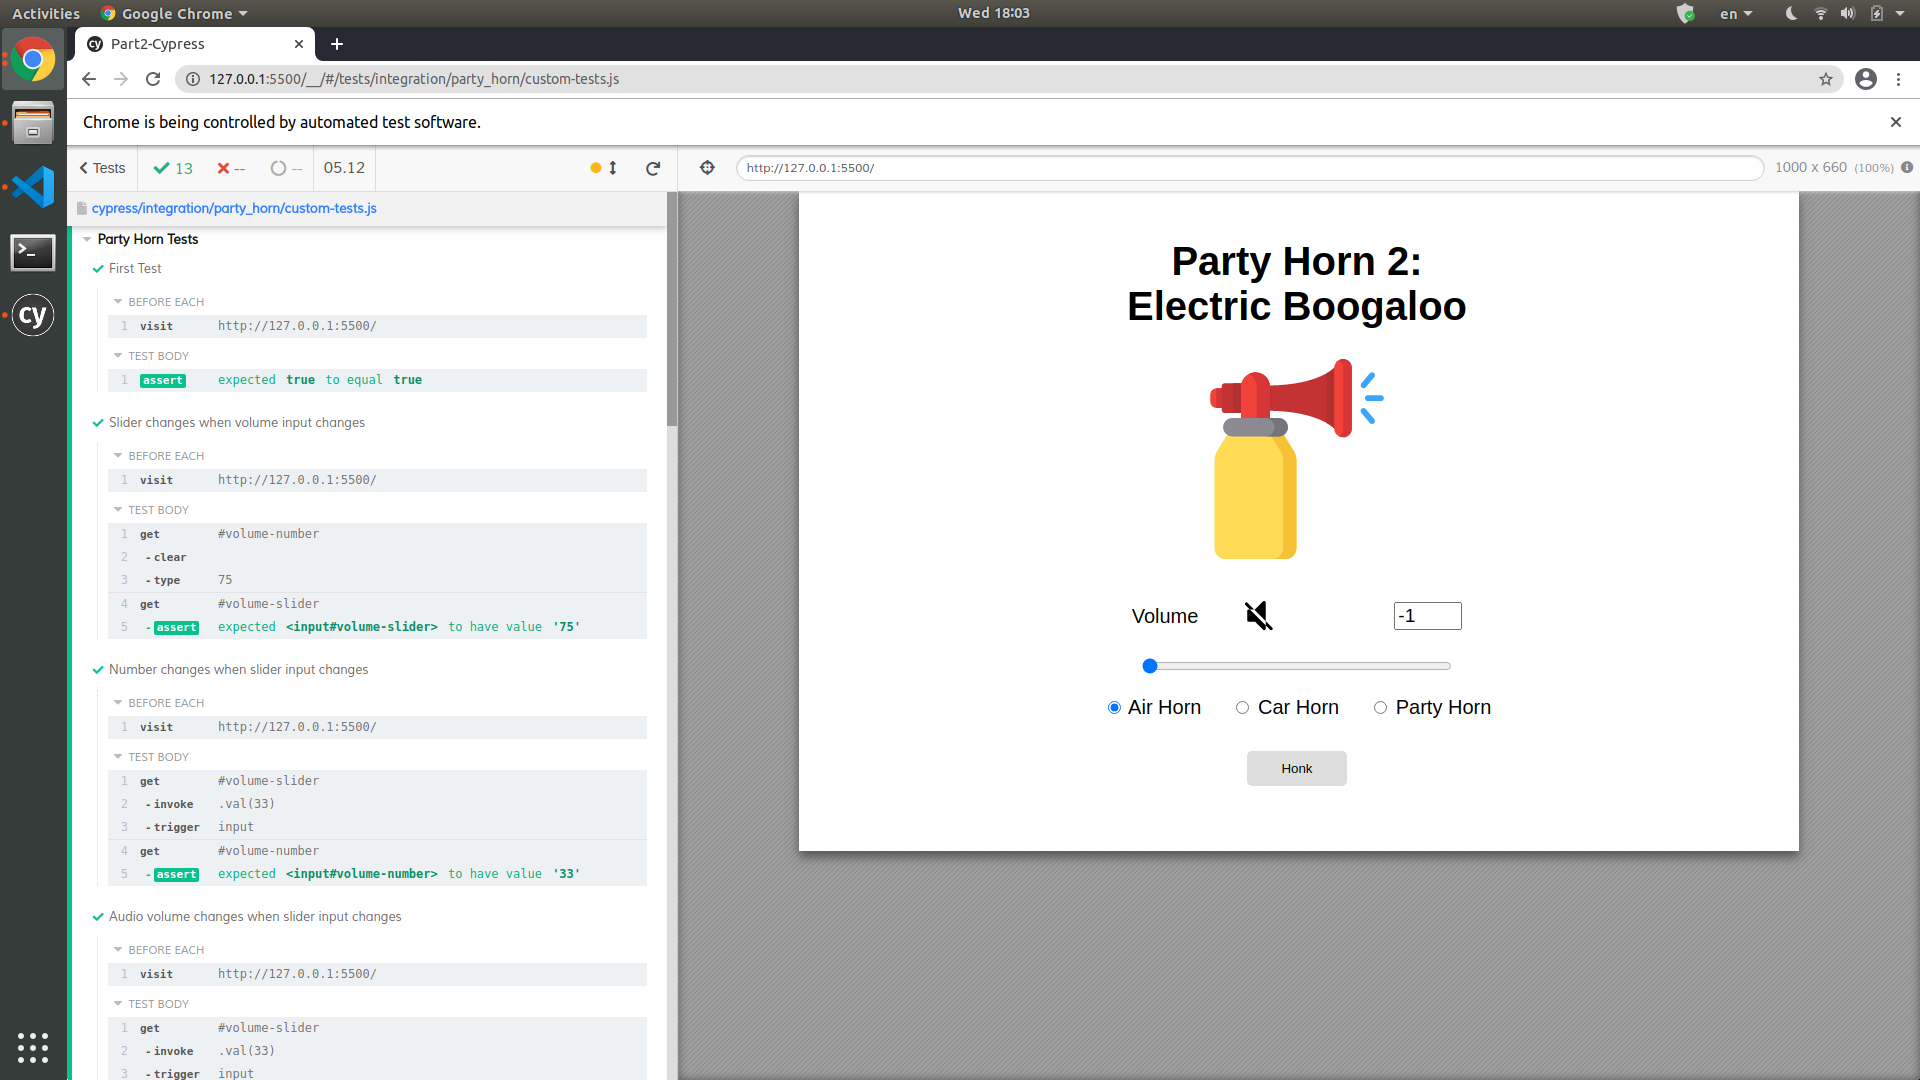 Activities Google Chrome Wed 18:03 en
Part2-Cypress
127.0.0.1:5500/__/#/tests/integration/party_horn/custom-tests.js
Chrome is being controlled by automated test software.
Tests 13 -- -- 05.12 http://127.0.0.1:5500/ 1000 x 660 (100%)
cypress/integration/party_horn/custom-tests.js
Party Horn Tests
First Test
BEFORE EACH
1 visit http://127.0.0.1:5500/
TEST BODY
1 assert expected true to equal true
Slider changes when volume input changes
BEFORE EACH
1 visit http://127.0.0.1:5500/
TEST BODY
1 get #volume-number
2 -clear
3 -type 75
4 get #volume-slider
5 -assert expected <input#volume-slider> to have value '75'
Number changes when slider input changes
BEFORE EACH
1 visit http://127.0.0.1:5500/
TEST BODY
1 get #volume-slider
2 -invoke .val(33)
3 -trigger input
4 get #volume-number
5 -assert expected <input#volume-number> to have value '33'
Audio volume changes when slider input changes
BEFORE EACH
1 visit http://127.0.0.1:5500/
TEST BODY
1 get #volume-slider
2 -invoke .val(33)
3 -trigger input
Party Horn 2:
Electric Boogaloo
Volume -1
Air Horn Car Horn Party Horn
Honk
cy